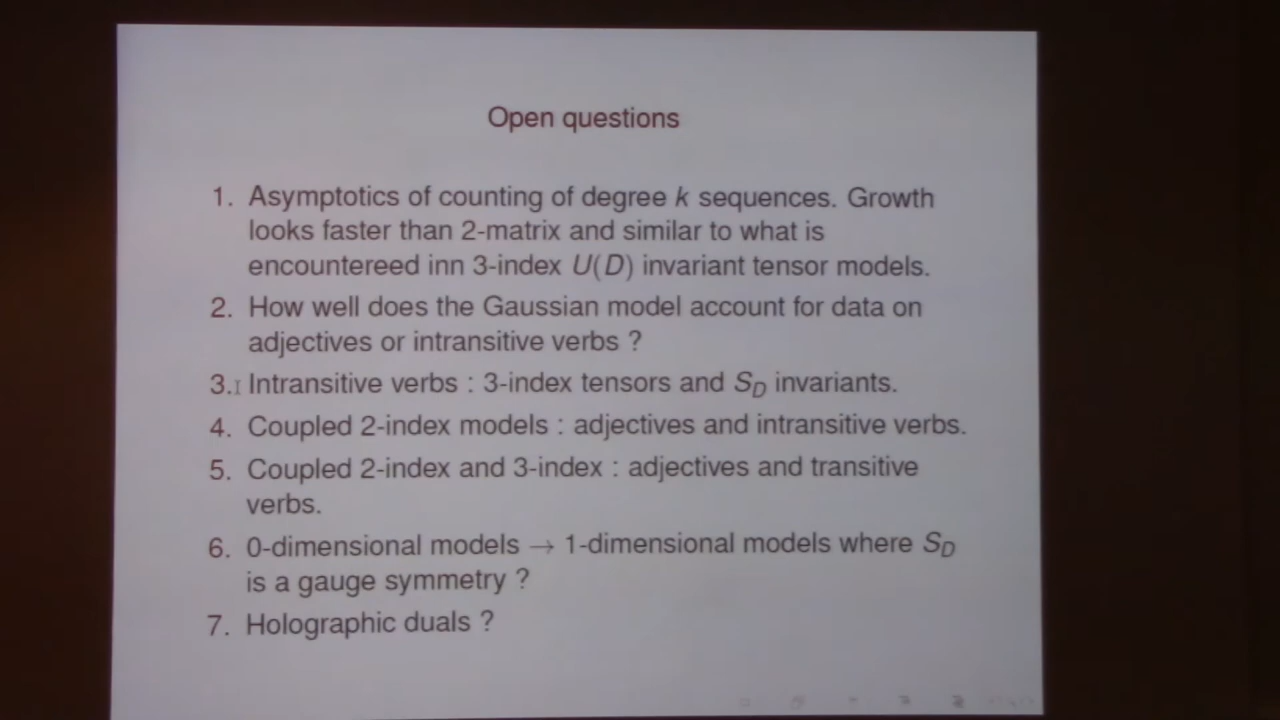 Open questions
1. Asymptotics of counting of degree k sequences. Growth
looks faster than 2-matrix and similar to what is
encountereed inn 3-index U(D) invariant tensor models.
2. How well does the Gaussian model account for data on
adjectives or intransitive verbs ?
3. Intransitive verbs : 3-index tensors and S_D invariants.
4. Coupled 2-index models : adjectives and intransitive verbs.
5. Coupled 2-index and 3-index : adjectives and transitive
verbs.
6. 0-dimensional models → 1-dimensional models where S_D
is a gauge symmetry ?
7. Holographic duals ?